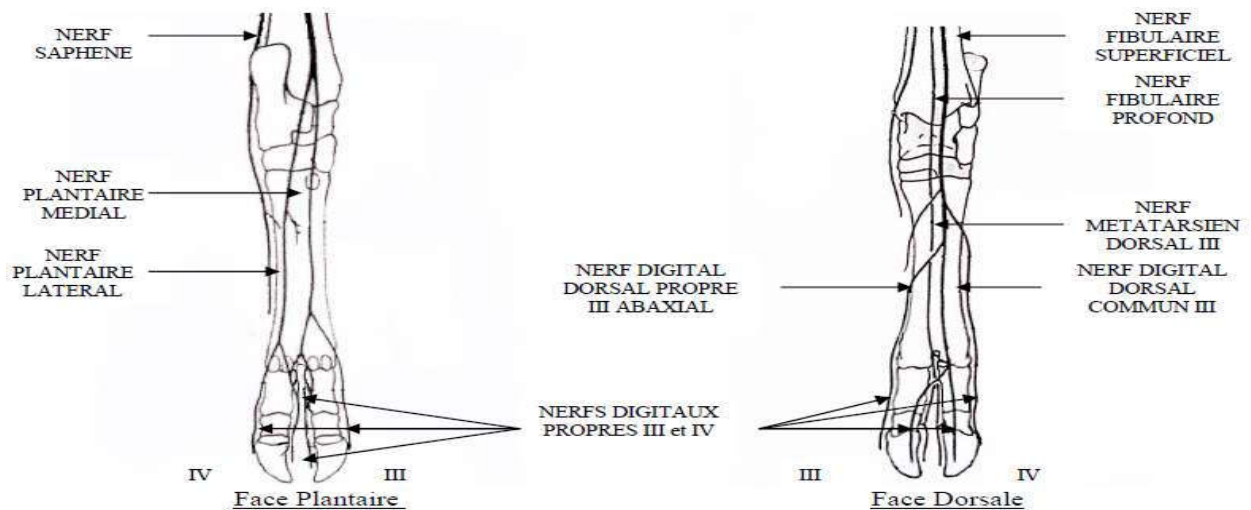 NERF
SAPHENE
NERF
PLANTAIRE
MEDIAL
NERF
PLANTAIRE
LATERAL
IV
III
Face Plantaire
NERFS DIGITAUX
PROPRES III et IV
NERF DIGITAL
DORSAL PROPRE
III ABAXIAL
NERF
FIBULAIRE
SUPERFICIEL
NERF
FIBULAIRE
PROFOND
NERF
METATARSIEN
DORSAL III
NERF DIGITAL
DORSAL
COMMUN III
III
IV
Face Dorsale